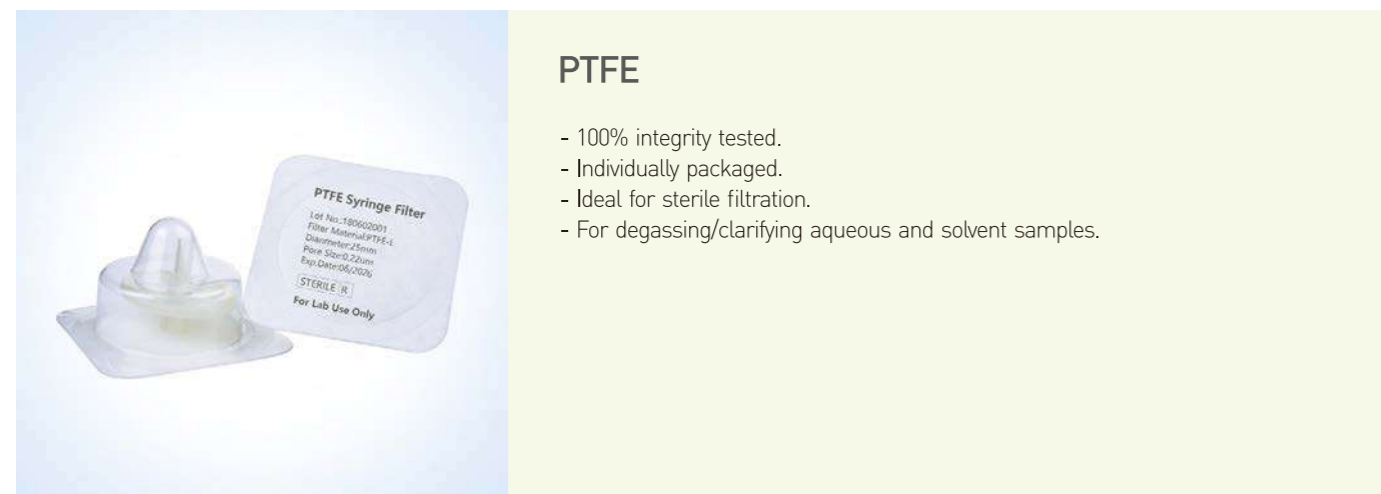 PTFE Syringe Filter
Lot No.:180602001
Filter Material:PTFE-L
Dianmeter:25mm
Pore Size:0.22um
Exp.Date:06/2026
STERILE R
For Lab Use Only
PTFE
- 100% integrity tested.
- Individually packaged.
- Ideal for sterile filtration.
- For degassing/clarifying aqueous and solvent samples.